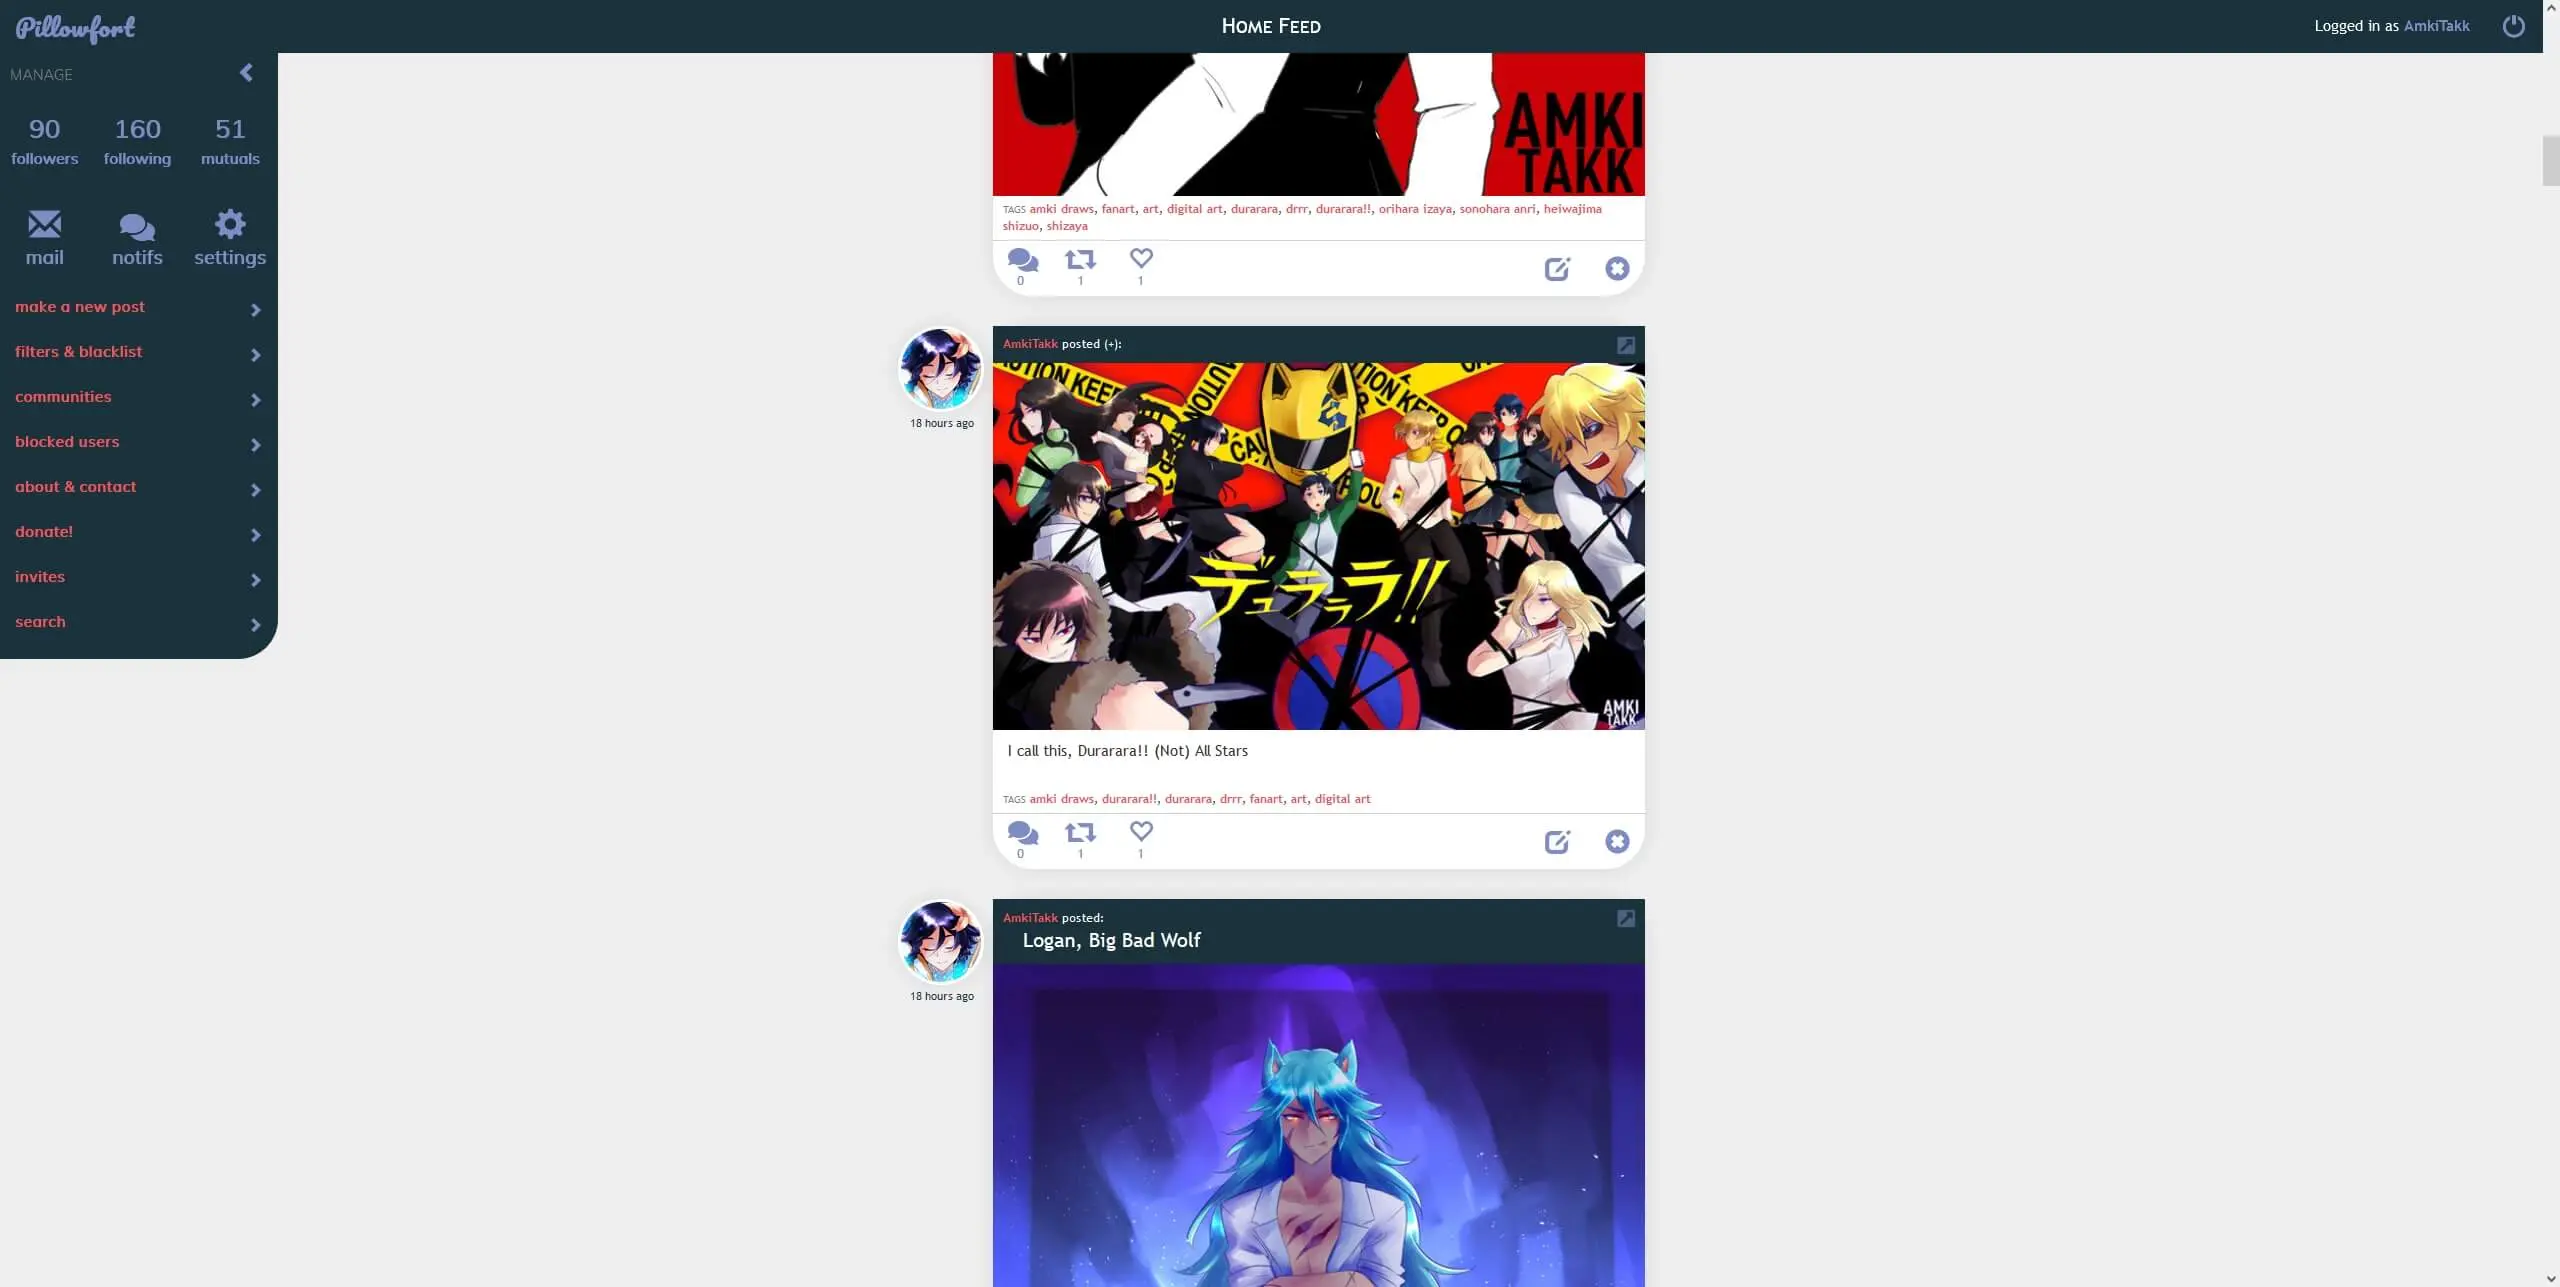 Pillowfort
HOME FEED
Logged in as AmkiTakk
MANAGE
90
160
51
followers
following
mutuals
mail
notifs
settings
make a new post
filters & blacklist
communities
blocked users
about & contact
donate!
invites
search
AMKI
TAKK
TAGS amki draws, fanart, art, digital art, durarara, drrr, durarara!!, orihara izaya, sonohara anri, heiwajima
shizuo, shizaya
0
1
1
AmkiTakk posted (+):
18 hours ago
CAUTION KEEP
デュラララ!!
AMKI
TAKK
I call this, Durarara!! (Not) All Stars
TAGS amki draws, durarara!!, durarara, drrr, fanart, art, digital art
0
1
1
AmkiTakk posted:
Logan, Big Bad Wolf
18 hours ago